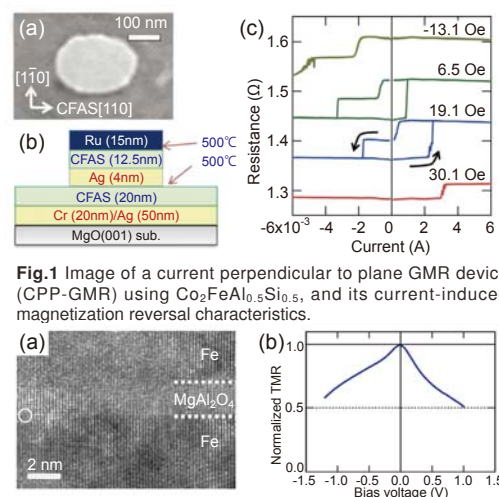 (a)
100 nm
[11̄0]
CFAS[110]
(b)
Ru (15nm)
CFAS (12.5nm)
Ag (4nm)
CFAS (20nm)
Cr (20nm)/Ag (50nm)
MgO(001) sub.
500℃
500℃
(c)
-13.1 Oe
6.5 Oe
19.1 Oe
30.1 Oe
Resistance (Ω)
1.6
1.5
1.4
1.3
-6x10⁻³
-4
-2
0
2
4
6
Current (A)
Fig.1 Image of a current perpendicular to plane GMR devic
(CPP-GMR) using Co₂FeAl₀.₅Si₀.₅, and its current-induce
magnetization reversal characteristics.
(a)
Fe
MgAl₂O₄
Fe
2 nm
(b)
Normalized TMR
1.0
0.5
0.0
-1.5
-1.0
-0.5
0.0
0.5
1.0
1.5
Bias voltage (V)